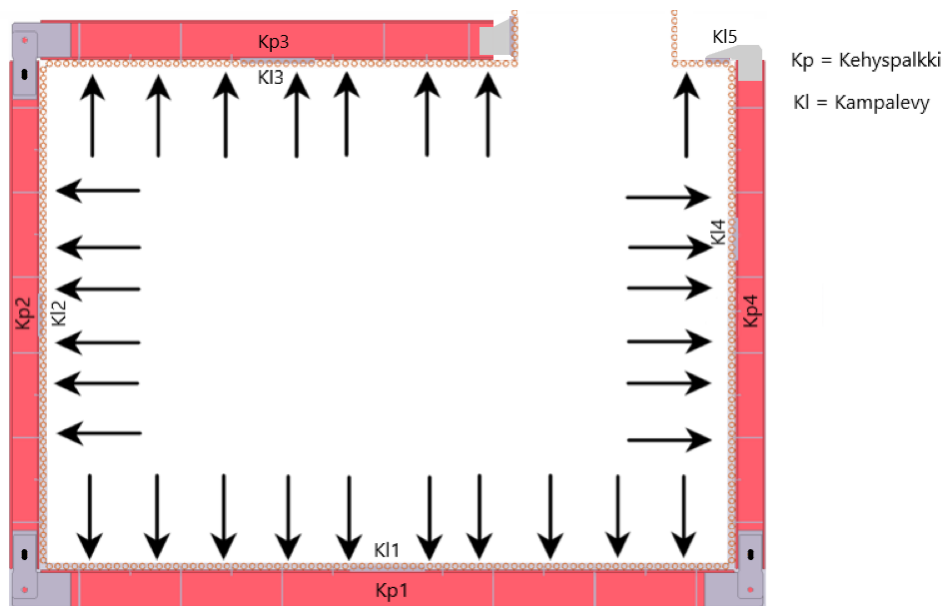 Kp3
Kl5
Kl3
Kp = Kehyspalkki
Kl = Kampalevy
Kl4
Kp2
Kl2
Kp4
Kl1
Kp1